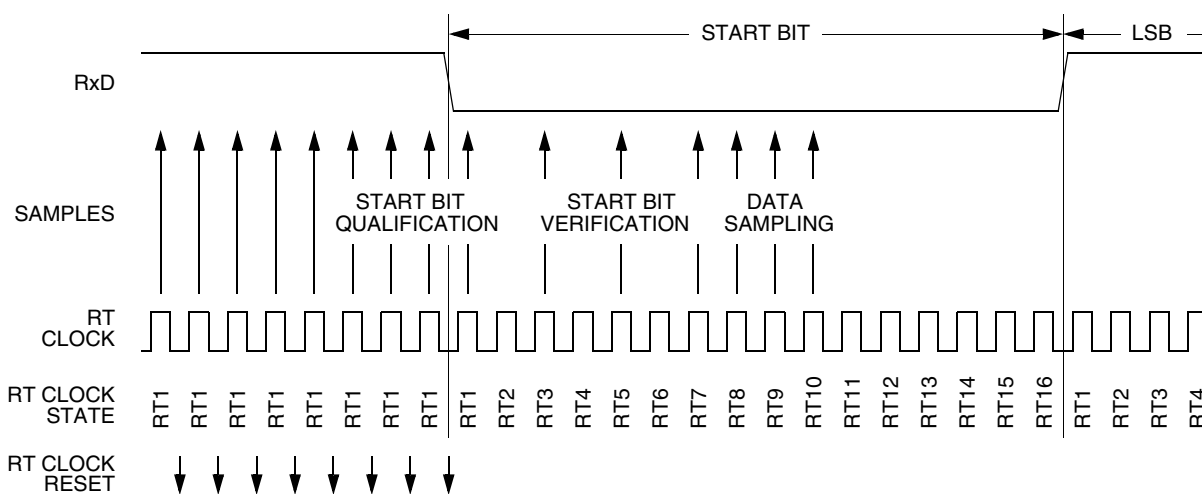 START BIT
LSB
RxD
SAMPLES
START BIT
QUALIFICATION
START BIT
VERIFICATION
DATA
SAMPLING
RT
CLOCK
RT CLOCK
STATE
RT1
RT1
RT1
RT1
RT1
RT1
RT1
RT1
RT1
RT2
RT3
RT4
RT5
RT6
RT7
RT8
RT9
RT10
RT11
RT12
RT13
RT14
RT15
RT16
RT1
RT2
RT3
RT4
RT CLOCK
RESET